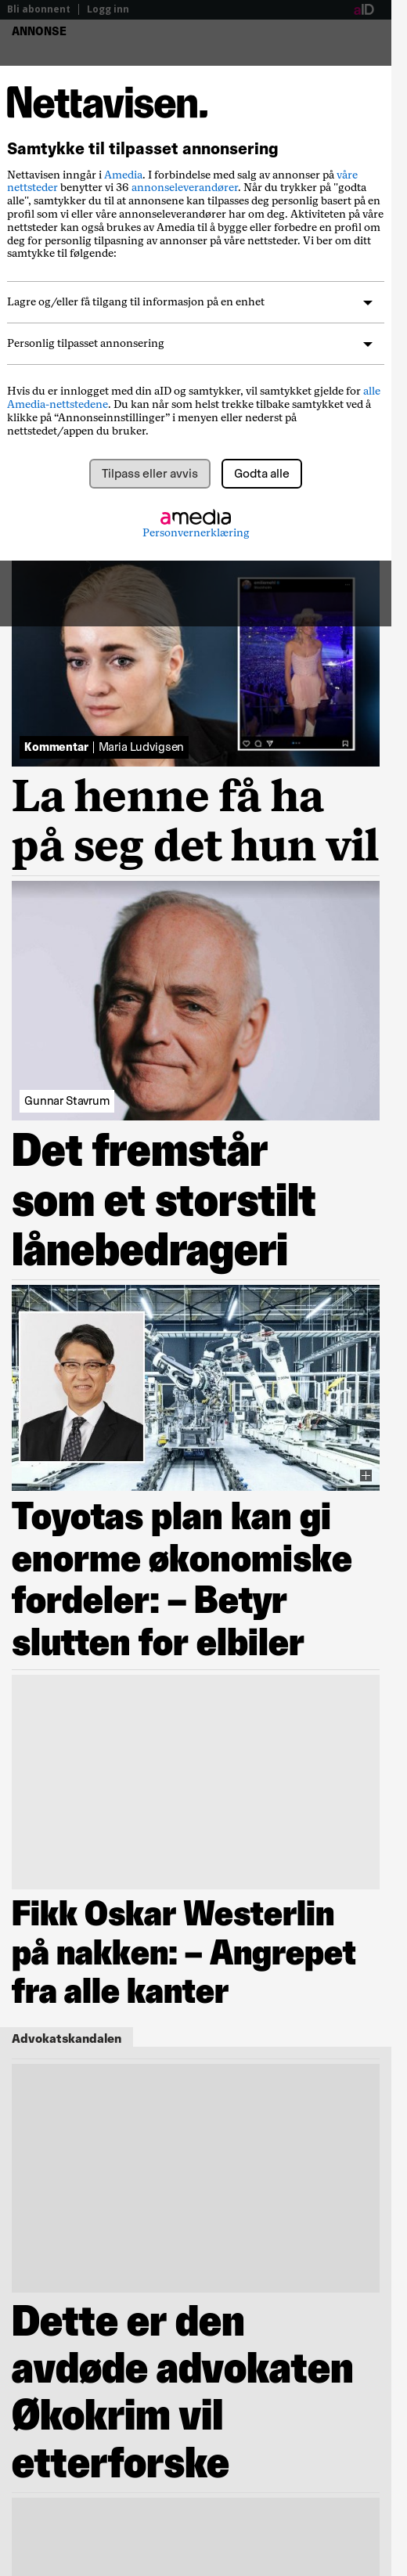 Bli abonnent | Logg inn
aID
ANNONSE
Nettavisen.
Samtykke til tilpasset annonsering
Nettavisen inngår i Amedia. I forbindelse med salg av annonser på våre
nettsteder benytter vi 36 annonseleverandører. Når du trykker på "godta
alle", samtykker du til at annonsene kan tilpasses deg personlig basert på en
profil som vi eller våre annonseleverandører har om deg. Aktiviteten på våre
nettsteder kan også brukes av Amedia til å bygge eller forbedre en profil om
deg for personlig tilpasning av annonser på våre nettsteder. Vi ber om ditt
samtykke til følgende:
Lagre og/eller få tilgang til informasjon på en enhet
Personlig tilpasset annonsering
Hvis du er innlogget med din aID og samtykker, vil samtykket gjelde for alle
Amedia-nettstedene. Du kan når som helst trekke tilbake samtykket ved å
klikke på “Annonseinnstillinger” i menyen eller nederst på
nettstedet/appen du bruker.
Tilpass eller avvis
Godta alle
amedia
Personvernerklæring
Kommentar | Maria Ludvigsen
La henne få ha
på seg det hun vil
Gunnar Stavrum
Det fremstår
som et storstilt
lånebedrageri
Toyotas plan kan gi
enorme økonomiske
fordeler: – Betyr
slutten for elbiler
Fikk Oskar Westerlin
på nakken: – Angrepet
fra alle kanter
Advokatskandalen
Dette er den
avdøde advokaten
Økokrim vil
etterforske